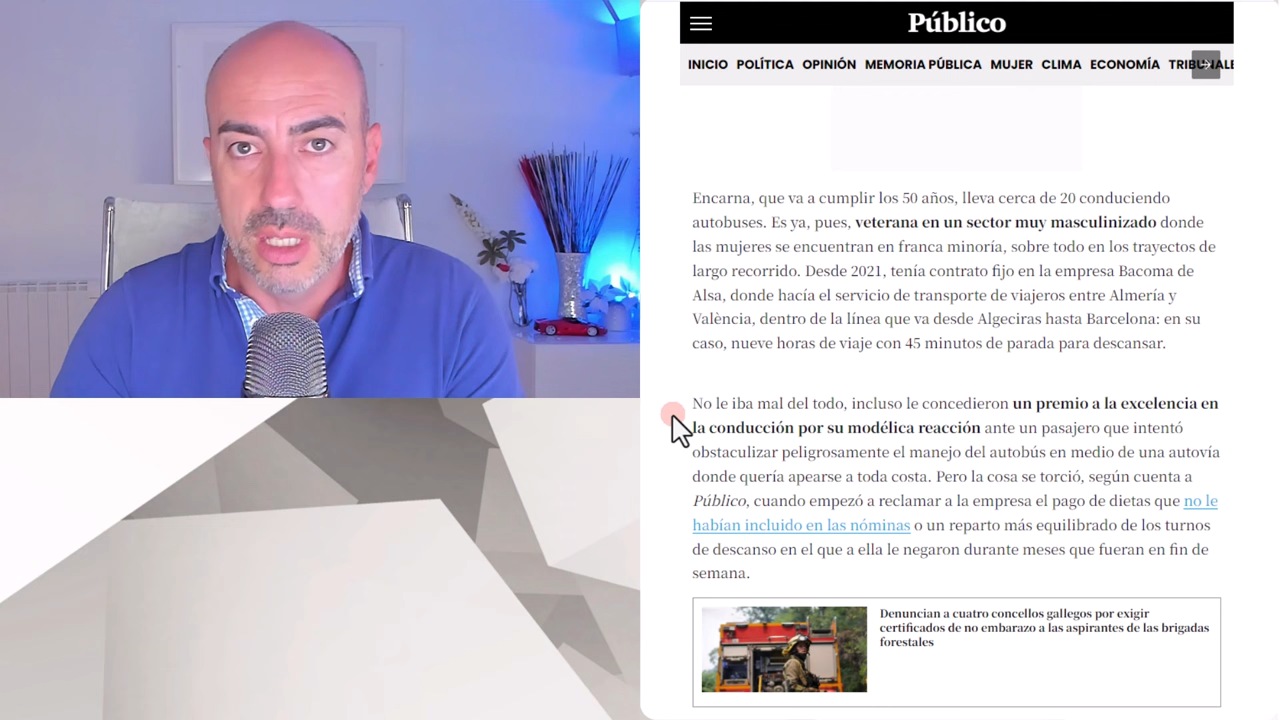 Público
INICIO POLÍTICA OPINIÓN MEMORIA PÚBLICA MUJER CLIMA ECONOMÍA
Encarna, que va a cumplir los 50 años, lleva cerca de 20 conduciendo
autobuses. Es ya, pues, veterana en un sector muy masculinizado donde
las mujeres se encuentran en franca minoría, sobre todo en los trayectos de
largo recorrido. Desde 2021, tenía contrato fijo en la empresa Bacoma de
Alsa, donde hacía el servicio de transporte de viajeros entre Almería y
València, dentro de la línea que va desde Algeciras hasta Barcelona: en su
caso, nueve horas de viaje con 45 minutos de parada para descansar.
No le iba mal del todo, incluso le concedieron un premio a la excelencia en
la conducción por su modélica reacción ante un pasajero que intentó
obstaculizar peligrosamente el manejo del autobús en medio de una autovía
donde quería apearse a toda costa. Pero la cosa se torció, según cuenta a
Público, cuando empezó a reclamar a la empresa el pago de dietas que no le
habían incluido en las nóminas o un reparto más equilibrado de los turnos
de descanso en el que a ella le negaron durante meses que fueran en fin de
semana.
Denuncian a cuatro concellos gallegos por exigir
certificados de no embarazo a las aspirantes de las brigadas
forestales